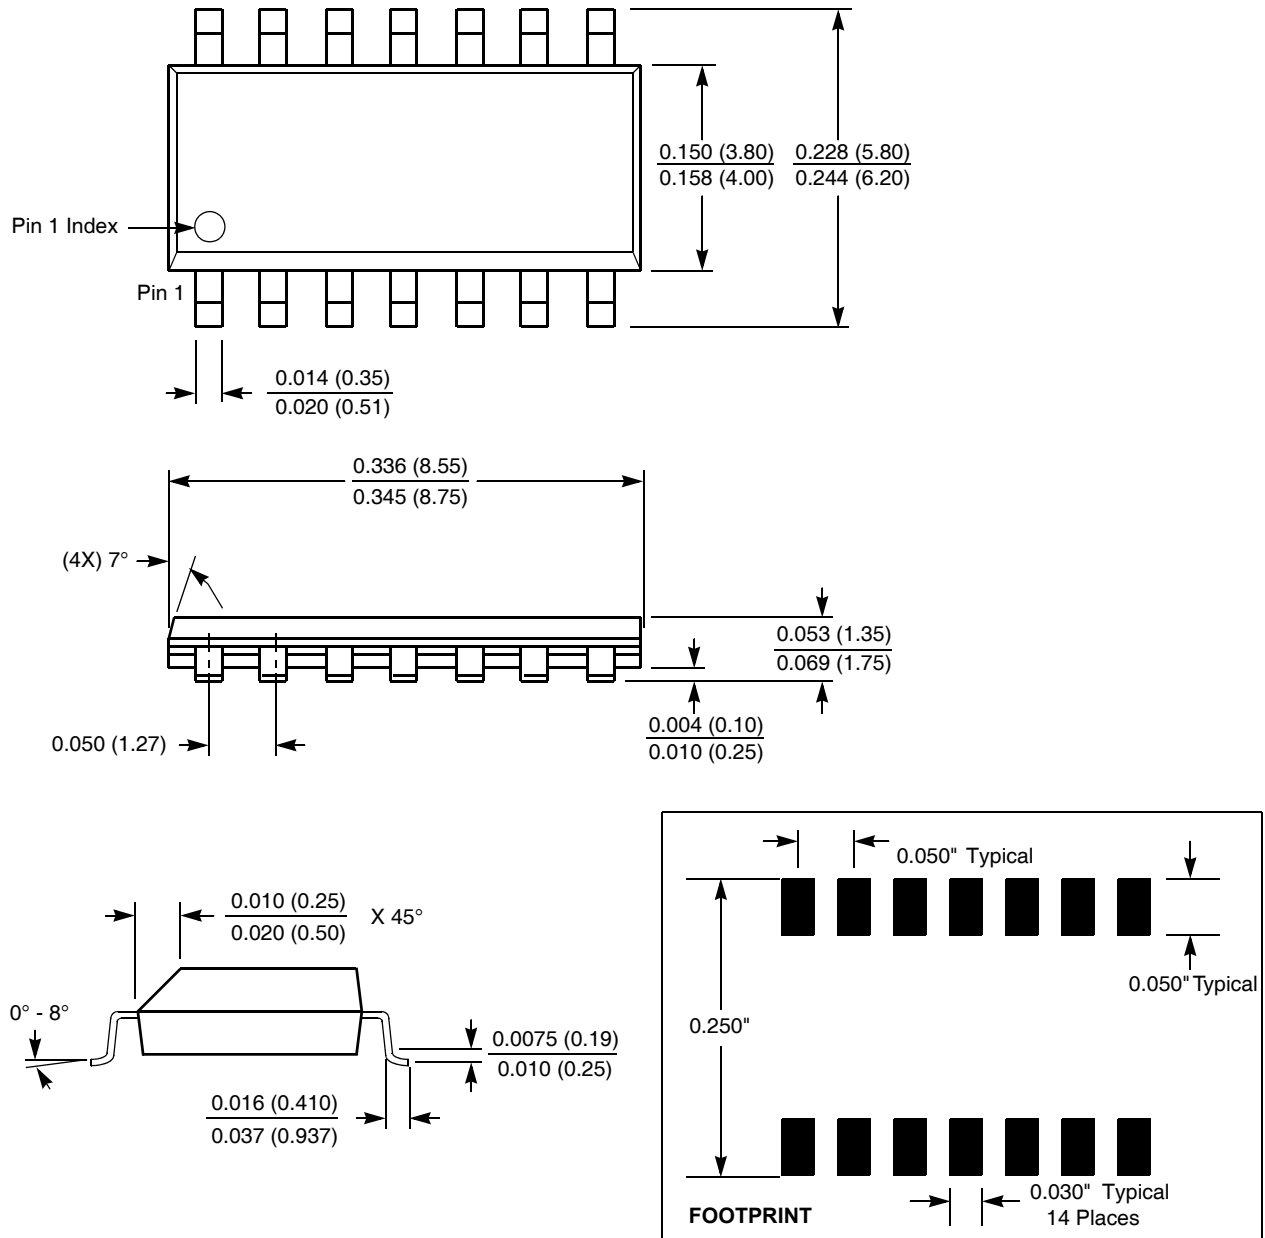 0.150 (3.80)
0.158 (4.00)
0.228 (5.80)
0.244 (6.20)
Pin 1 Index
Pin 1
0.014 (0.35)
0.020 (0.51)
0.336 (8.55)
0.345 (8.75)
(4X) 7°
0.053 (1.35)
0.069 (1.75)
0.004 (0.10)
0.010 (0.25)
0.050 (1.27)
0.050" Typical
0.010 (0.25)
0.020 (0.50)
X 45°
0.050" Typical
0° - 8°
0.250"
0.0075 (0.19)
0.010 (0.25)
0.016 (0.410)
0.037 (0.937)
0.030" Typical
14 Places
FOOTPRINT